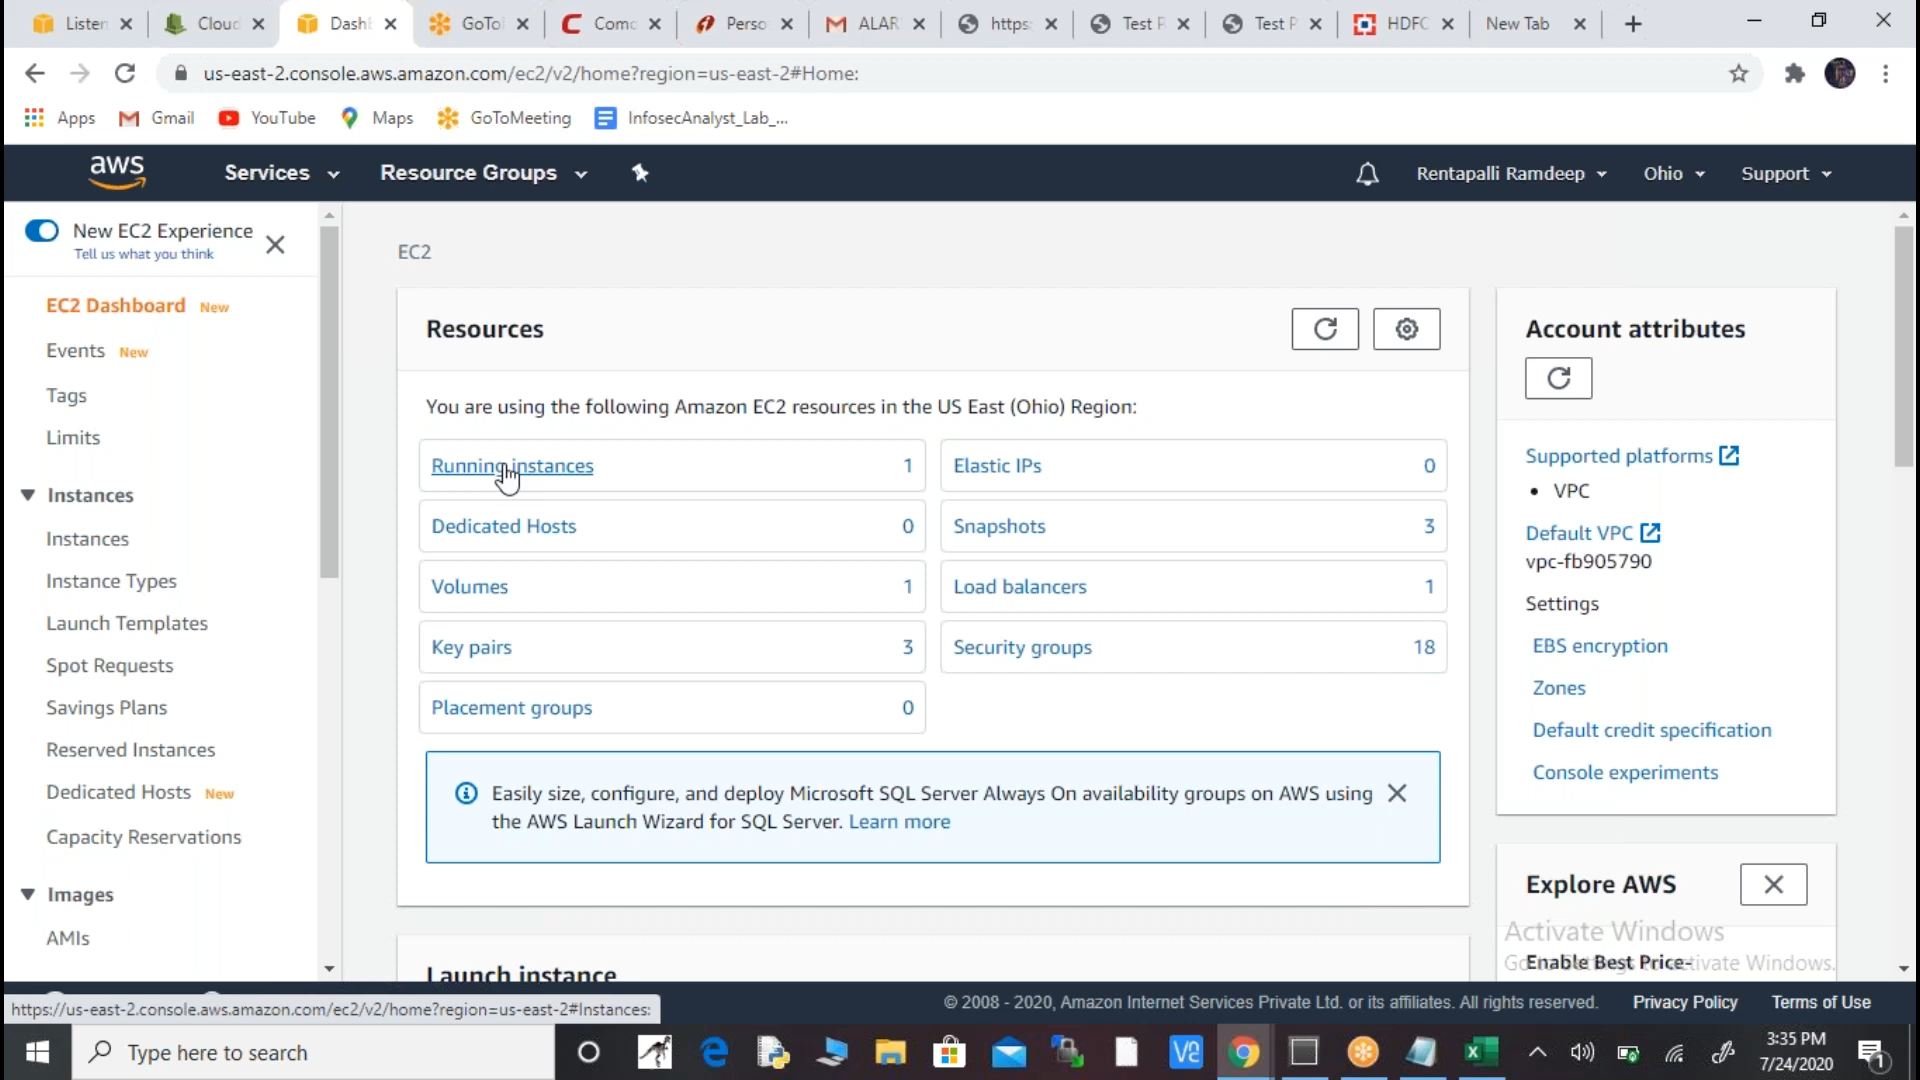 Listen
Cloud
Dash
GoTo
Como
Perso
ALAR
https
Test P
Test P
HDFC
New Tab
us-east-2.console.aws.amazon.com/ec2/v2/home?region=us-east-2#Home:
Apps
Gmail
YouTube
Maps
GoToMeeting
InfosecAnalyst_Lab_...
aws
Services
Resource Groups
Rentapalli Ramdeep
Ohio
Support
New EC2 Experience
Tell us what you think
EC2 Dashboard New
Events New
Tags
Limits
Instances
Instances
Instance Types
Launch Templates
Spot Requests
Savings Plans
Reserved Instances
Dedicated Hosts New
Capacity Reservations
Images
AMIs
EC2
Resources
You are using the following Amazon EC2 resources in the US East (Ohio) Region:
Running instances 1
Elastic IPs 0
Dedicated Hosts 0
Snapshots 3
Volumes 1
Load balancers 1
Key pairs 3
Security groups 18
Placement groups 0
Easily size, configure, and deploy Microsoft SQL Server Always On availability groups on AWS using
the AWS Launch Wizard for SQL Server. Learn more
Launch instance
Account attributes
Supported platforms
• VPC
Default VPC
vpc-fb905790
Settings
EBS encryption
Zones
Default credit specification
Console experiments
Explore AWS
Activate Windows
Enable Best Price-
activate Windows.
https://us-east-2.console.aws.amazon.com/ec2/v2/home?region=us-east-2#Instances:
© 2008 - 2020, Amazon Internet Services Private Ltd. or its affiliates. All rights reserved.
Privacy Policy
Terms of Use
Type here to search
3:35 PM
7/24/2020
1